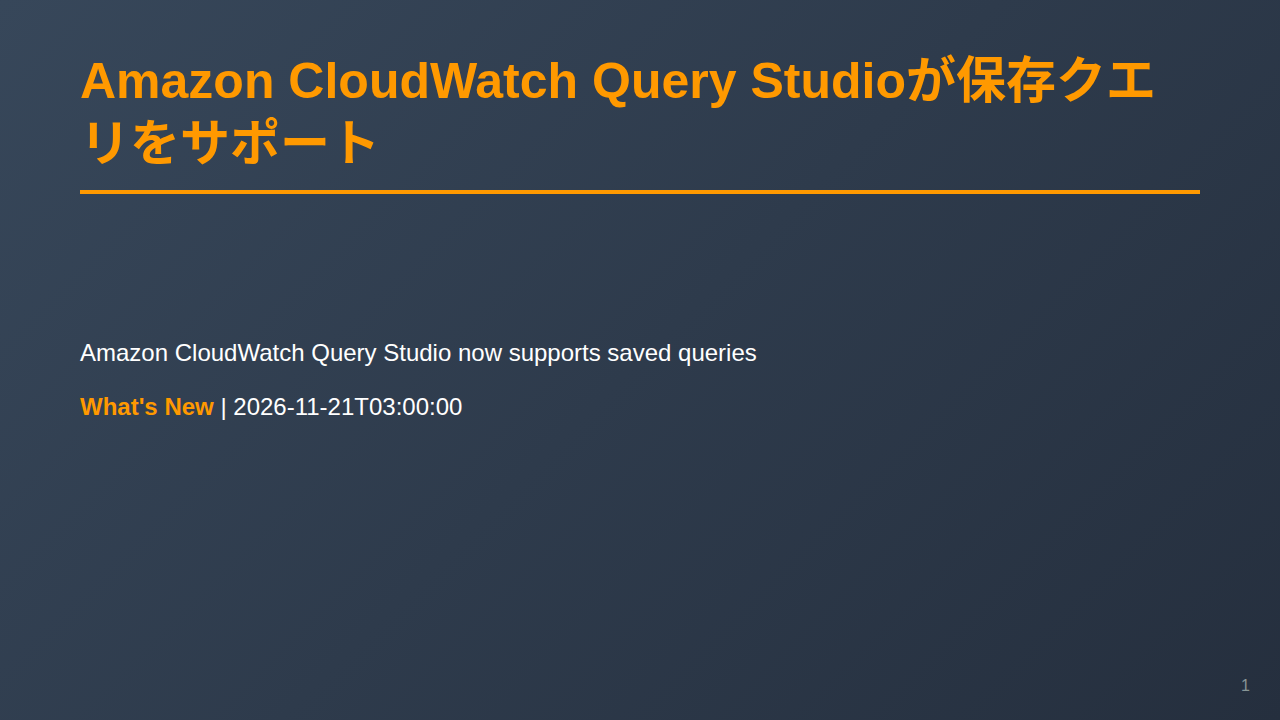 Amazon CloudWatch Query Studioが保存クエ
リをサポート
Amazon CloudWatch Query Studio now supports saved queries
What's New | 2026-11-21T03:00:00
1